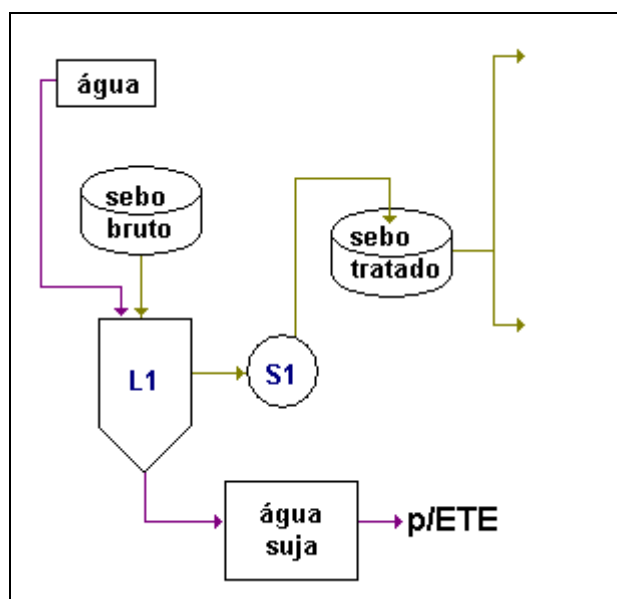 água
sebo
bruto
sebo
tratado
L1
S1
água
suja
p/ETE